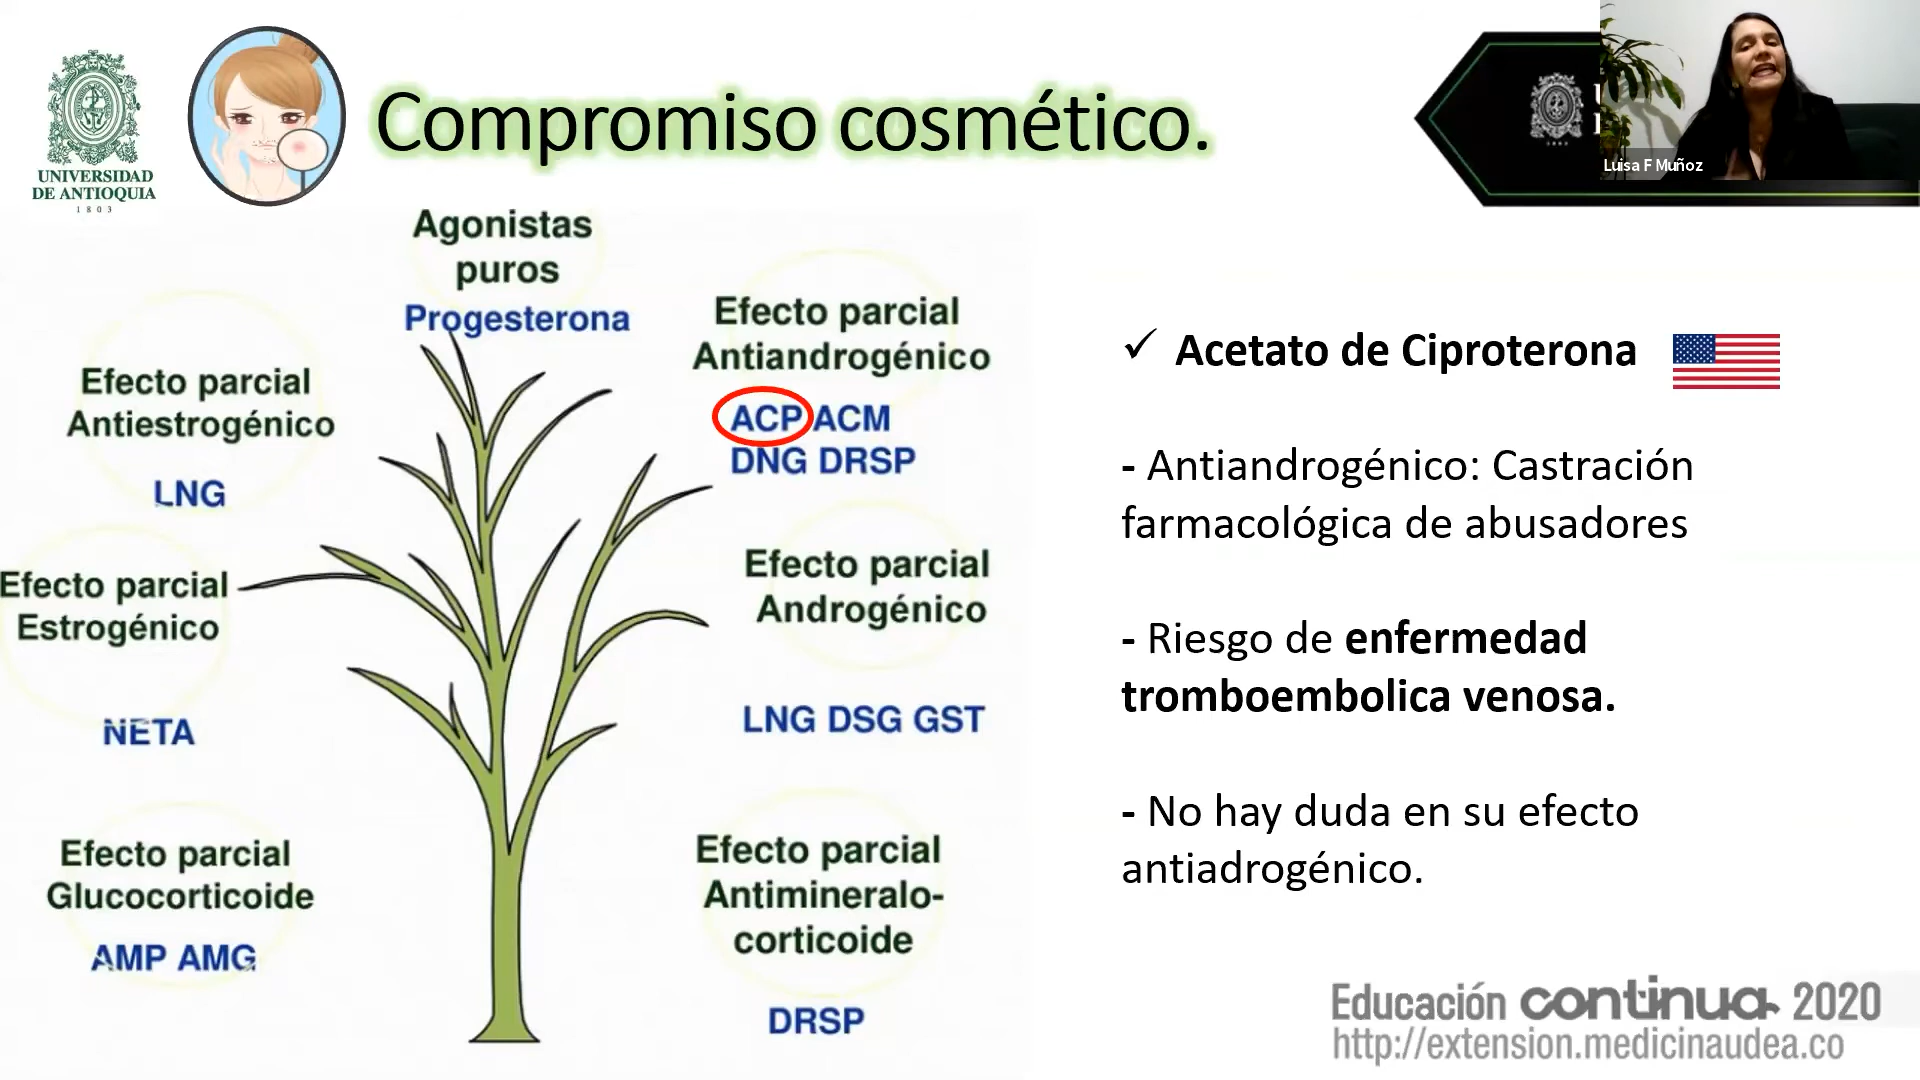 UNIVERSIDAD
DE ANTIOQUIA
1803
Compromiso cosmético.
Luisa F Muñoz
Agonistas
puros
Progesterona
Efecto parcial
Antiandrogénico
ACP ACM
DNG DRSP
Efecto parcial
Antiestrogénico
LNG
Efecto parcial
Estrogénico
NETA
Efecto parcial
Androgénico
LNG DSG GST
Efecto parcial
Glucocorticoide
AMP AMG
Efecto parcial
Antimineralo-
corticoide
DRSP
✓ Acetato de Ciproterona
- Antiandrogénico: Castración
farmacológica de abusadores
- Riesgo de enfermedad
tromboembolica venosa.
- No hay duda en su efecto
antiadrogénico.
Educación continua 2020
http://extension.medicinaudea.co